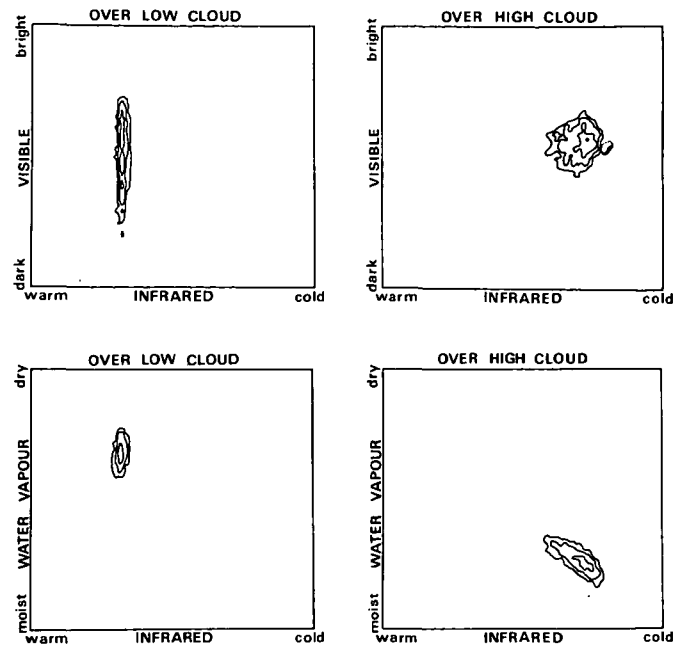 OVER LOW CLOUD
bright
VISIBLE
dark
warm INFRARED cold
OVER HIGH CLOUD
bright
VISIBLE
dark
warm INFRARED cold
OVER LOW CLOUD
dry
WATER VAPOUR
moist
warm INFRARED cold
OVER HIGH CLOUD
dry
WATER VAPOUR
moist
warm INFRARED cold